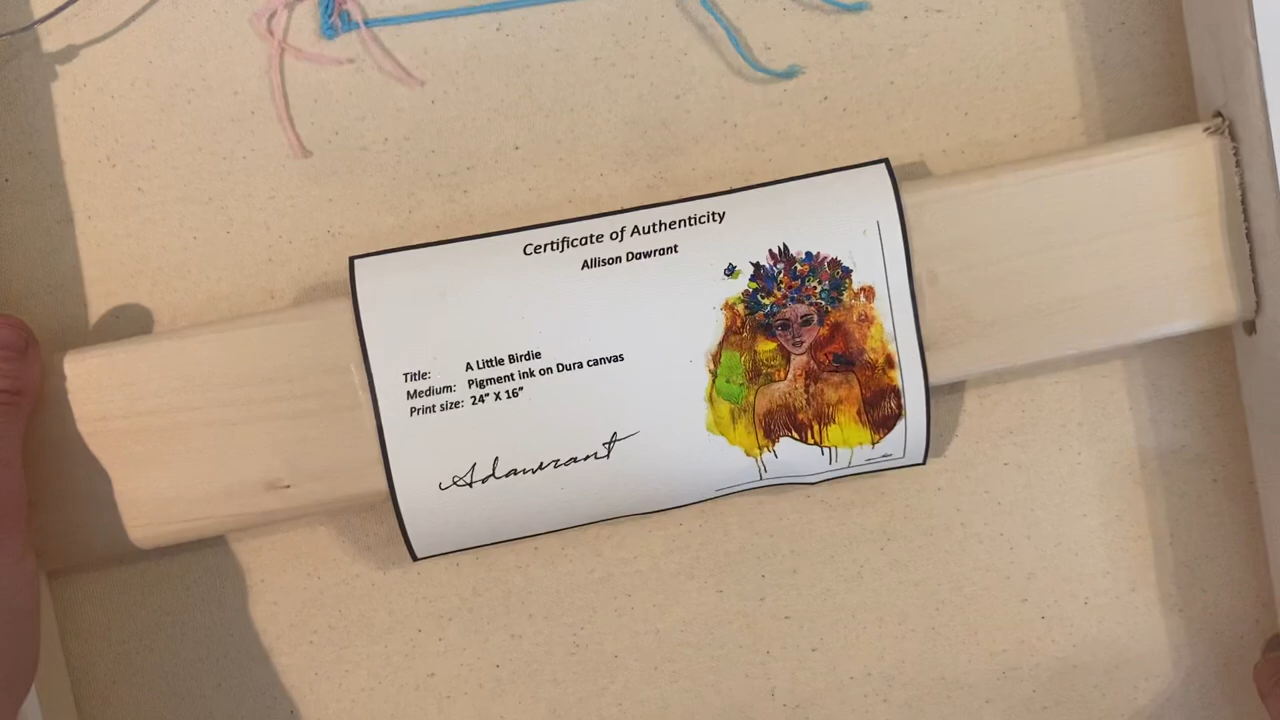 Certificate of Authenticity
Allison Dawrant
Title: A Little Birdie
Medium: Pigment ink on Dura canvas
Print size: 24” X 16”
Adawrant